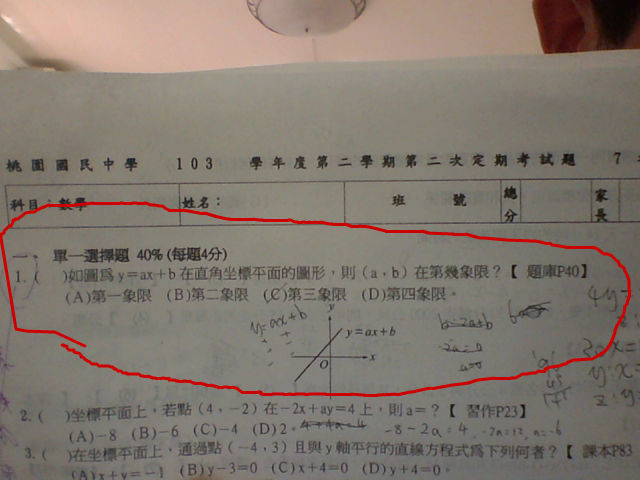 桃園國民中學 103 學年度第二學期第二次定期考試題 7
科目：數學 姓名： 班 號 總分 家長
一、單一選擇題 40% (每題4分)
1. ( )如圖為 y=ax+b 在直角坐標平面的圖形，則(a，b)在第幾象限？【題庫P40】
(A)第一象限 (B)第二象限 (C)第三象限 (D)第四象限。
y=ax+b
y
y=ax+b
O x
2. ( )坐標平面上，若點(4，-2)在-2x+ay=4上，則a=？【習作P23】
(A)-8 (B)-6 (C)-4 (D)2。 -8-2a=4,
3. ( )在坐標平面上，通過點(-4，3)且與y軸平行的直線方程式為下列何者？【課本P83
(A)x+y=-1 (B)y-3=0 (C)x+4=0 (D)y+4=0。